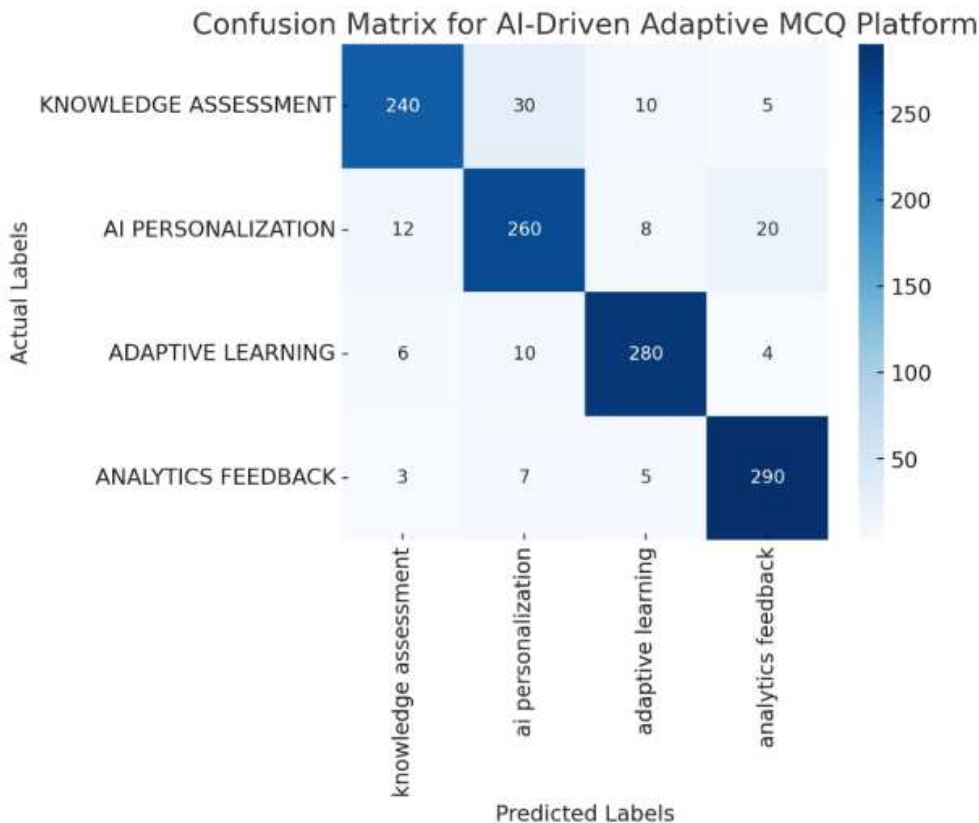 Confusion Matrix for AI-Driven Adaptive MCQ Platform
KNOWLEDGE ASSESSMENT 240 30 10 5
AI PERSONALIZATION 12 260 8 20
ADAPTIVE LEARNING 6 10 280 4
ANALYTICS FEEDBACK 3 7 5 290
Actual Labels
250
200
150
100
50
knowledge assessment
ai personalization
adaptive learning
analytics feedback
Predicted Labels